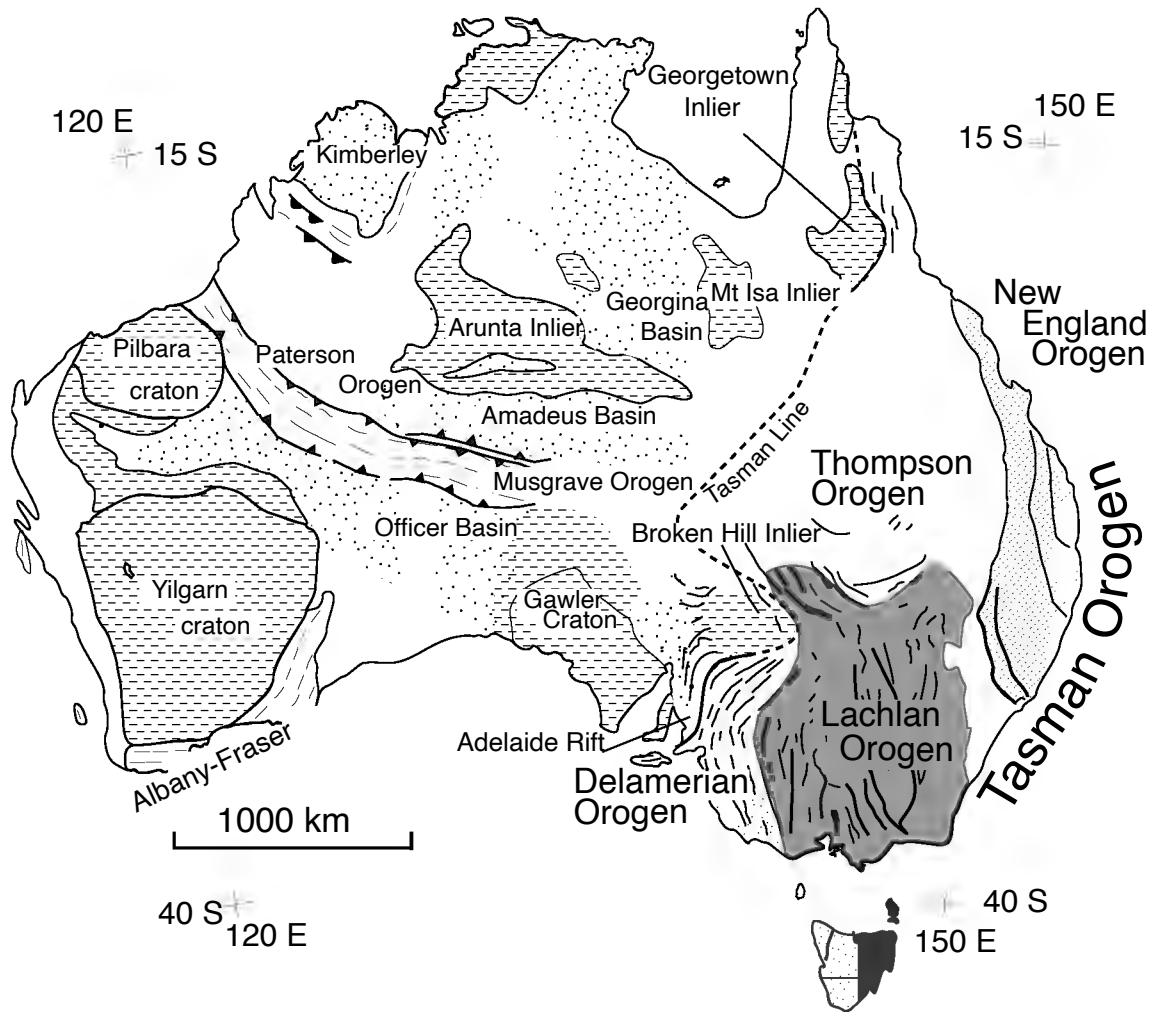 Georgetown
Inlier
120 E
15 S
150 E
15 S
Kimberley
New
England
Orogen
Georgina
Basin
Mt Isa Inlier
Arunta Inlier
Pilbara
craton
Paterson
Orogen
Amadeus Basin
Tasman Line
Thompson
Orogen
Musgrave Orogen
Officer Basin
Broken Hill Inlier
Yilgarn
craton
Gawler
Craton
Tasman Orogen
Lachlan
Orogen
Adelaide Rift
Delamerian
Orogen
Albany-Fraser
1000 km
40 S
120 E
40 S
150 E